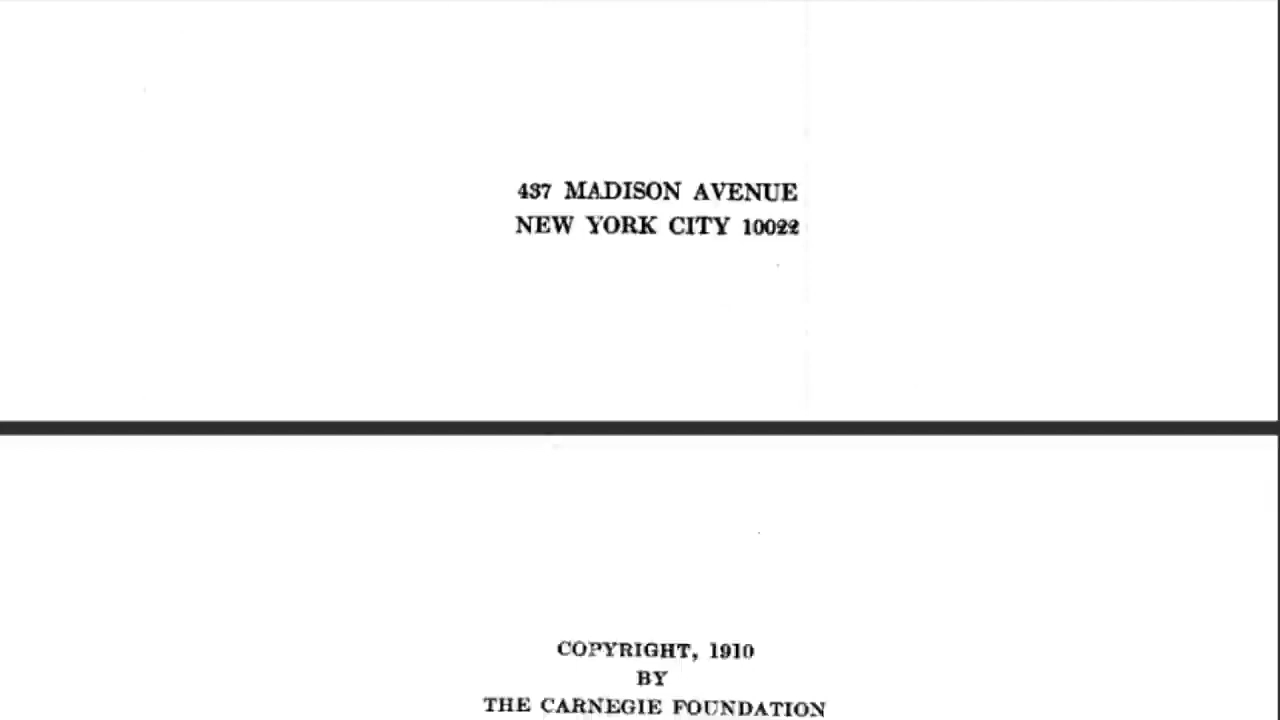 437 MADISON AVENUE
NEW YORK CITY 10022
COPYRIGHT, 1910
BY
THE CARNEGIE FOUNDATION